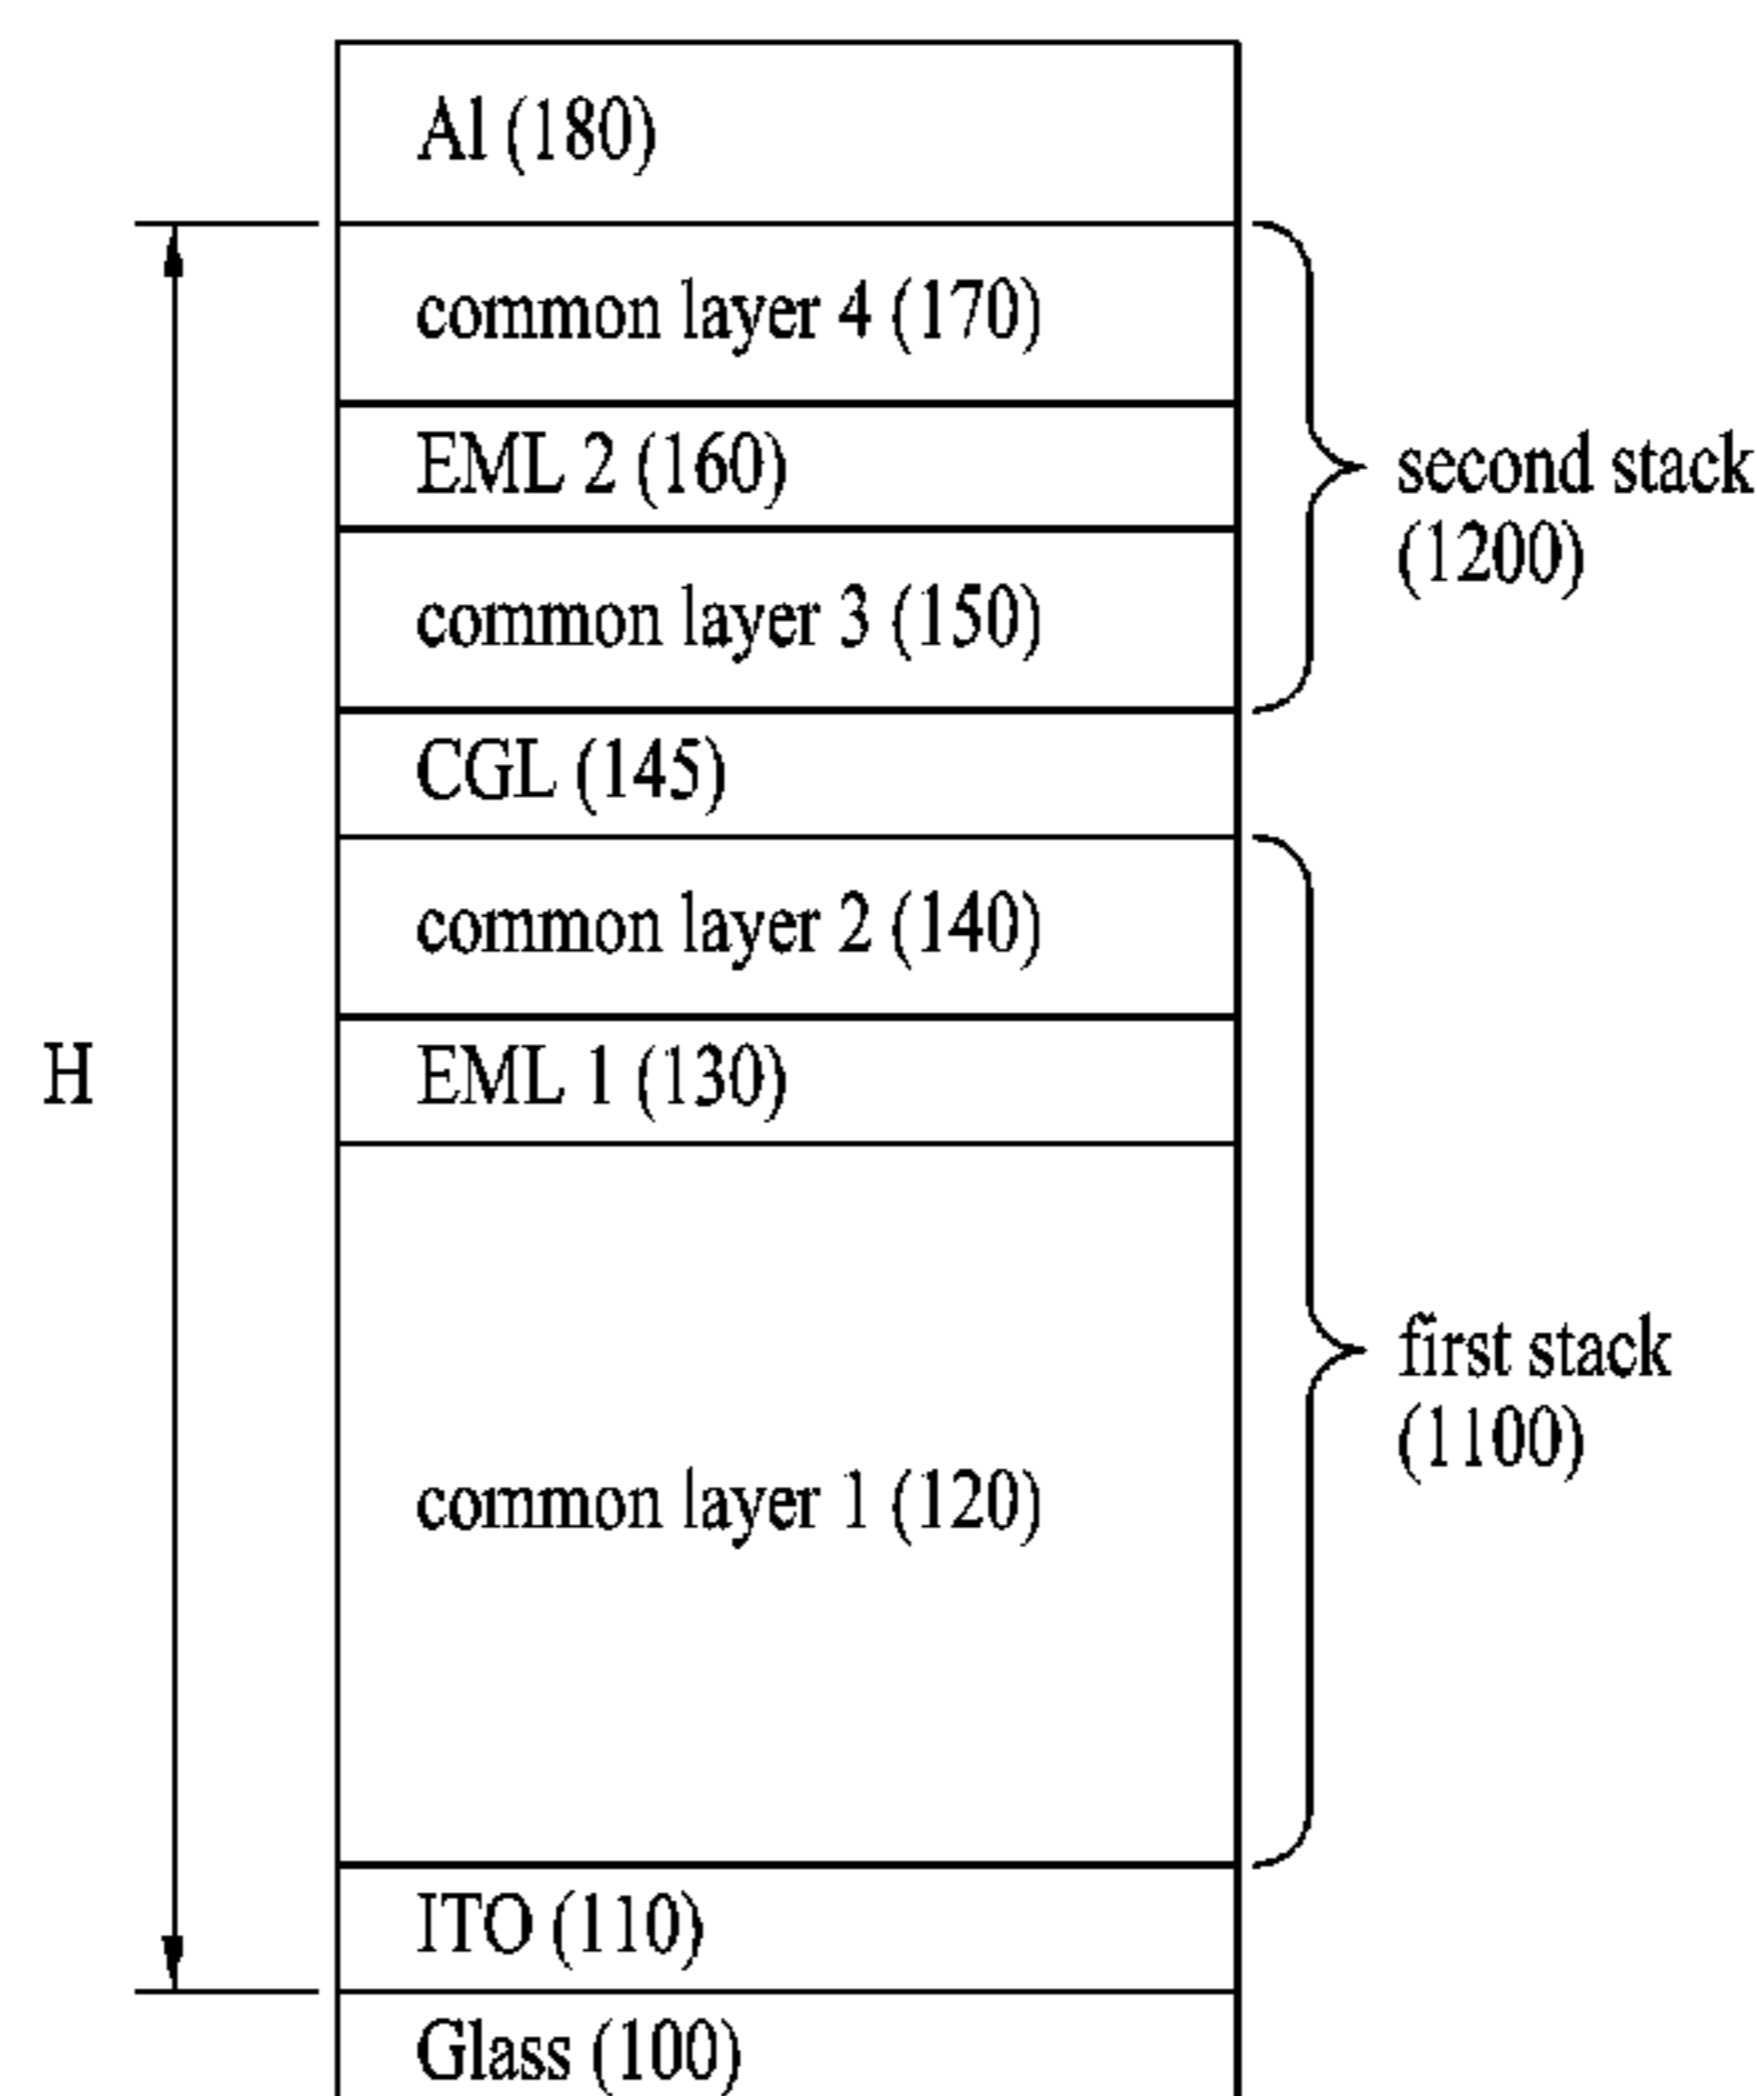 Al (180)
common layer 4 (170)
EML 2 (160)
second stack
(1200)
common layer 3 (150)
CGL (145)
common layer 2 (140)
H
EML 1 (130)
first stack
(1100)
common layer 1 (120)
ITO (110)
Glass (100)